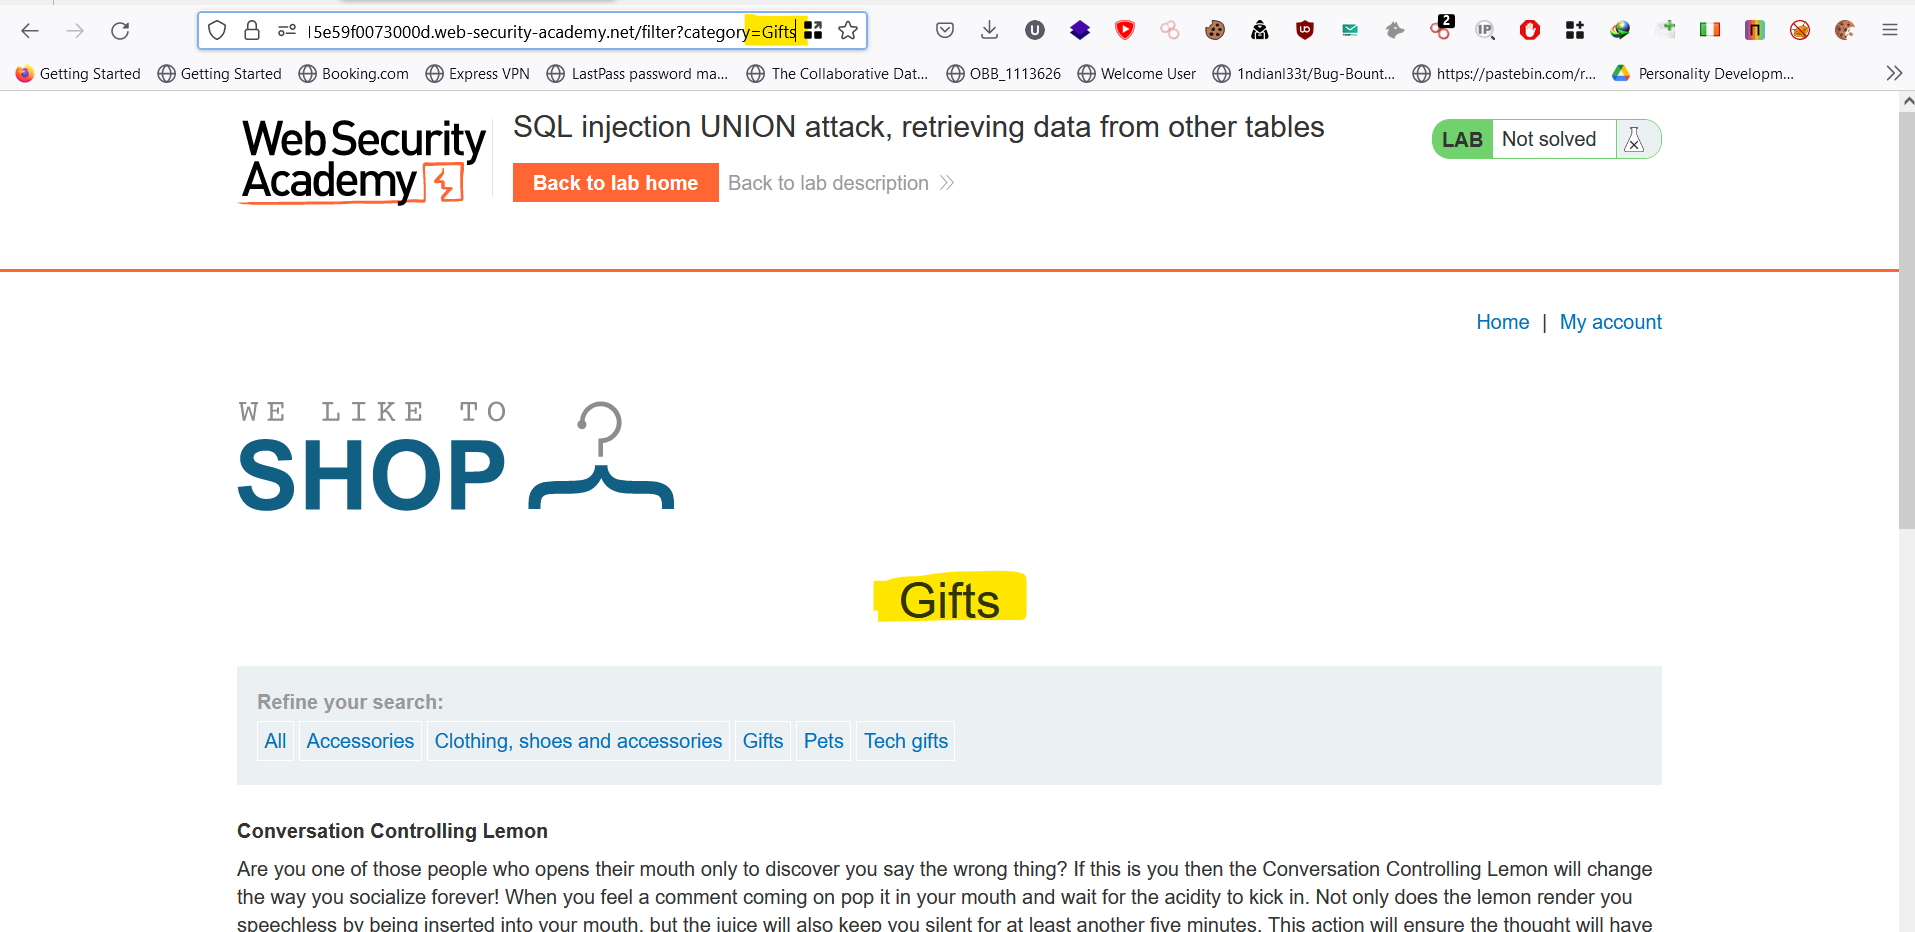 l5e59f0073000d.web-security-academy.net/filter?category=Gifts
2
Getting Started
Getting Started
Booking.com
Express VPN
LastPass password ma...
The Collaborative Dat...
OBB_1113626
Welcome User
1ndianl33t/Bug-Bount...
https://pastebin.com/r...
Personality Developm...
Web Security
Academy
SQL injection UNION attack, retrieving data from other tables
Back to lab home
Back to lab description
LAB
Not solved
Home | My account
WE LIKE TO
SHOP
Gifts
Refine your search:
All
Accessories
Clothing, shoes and accessories
Gifts
Pets
Tech gifts
Conversation Controlling Lemon
Are you one of those people who opens their mouth only to discover you say the wrong thing? If this is you then the Conversation Controlling Lemon will change
the way you socialize forever! When you feel a comment coming on pop it in your mouth and wait for the acidity to kick in. Not only does the lemon render you
speechless by being inserted into your mouth, but the juice will also keep you silent for at least another five minutes. This action will ensure the thought will have